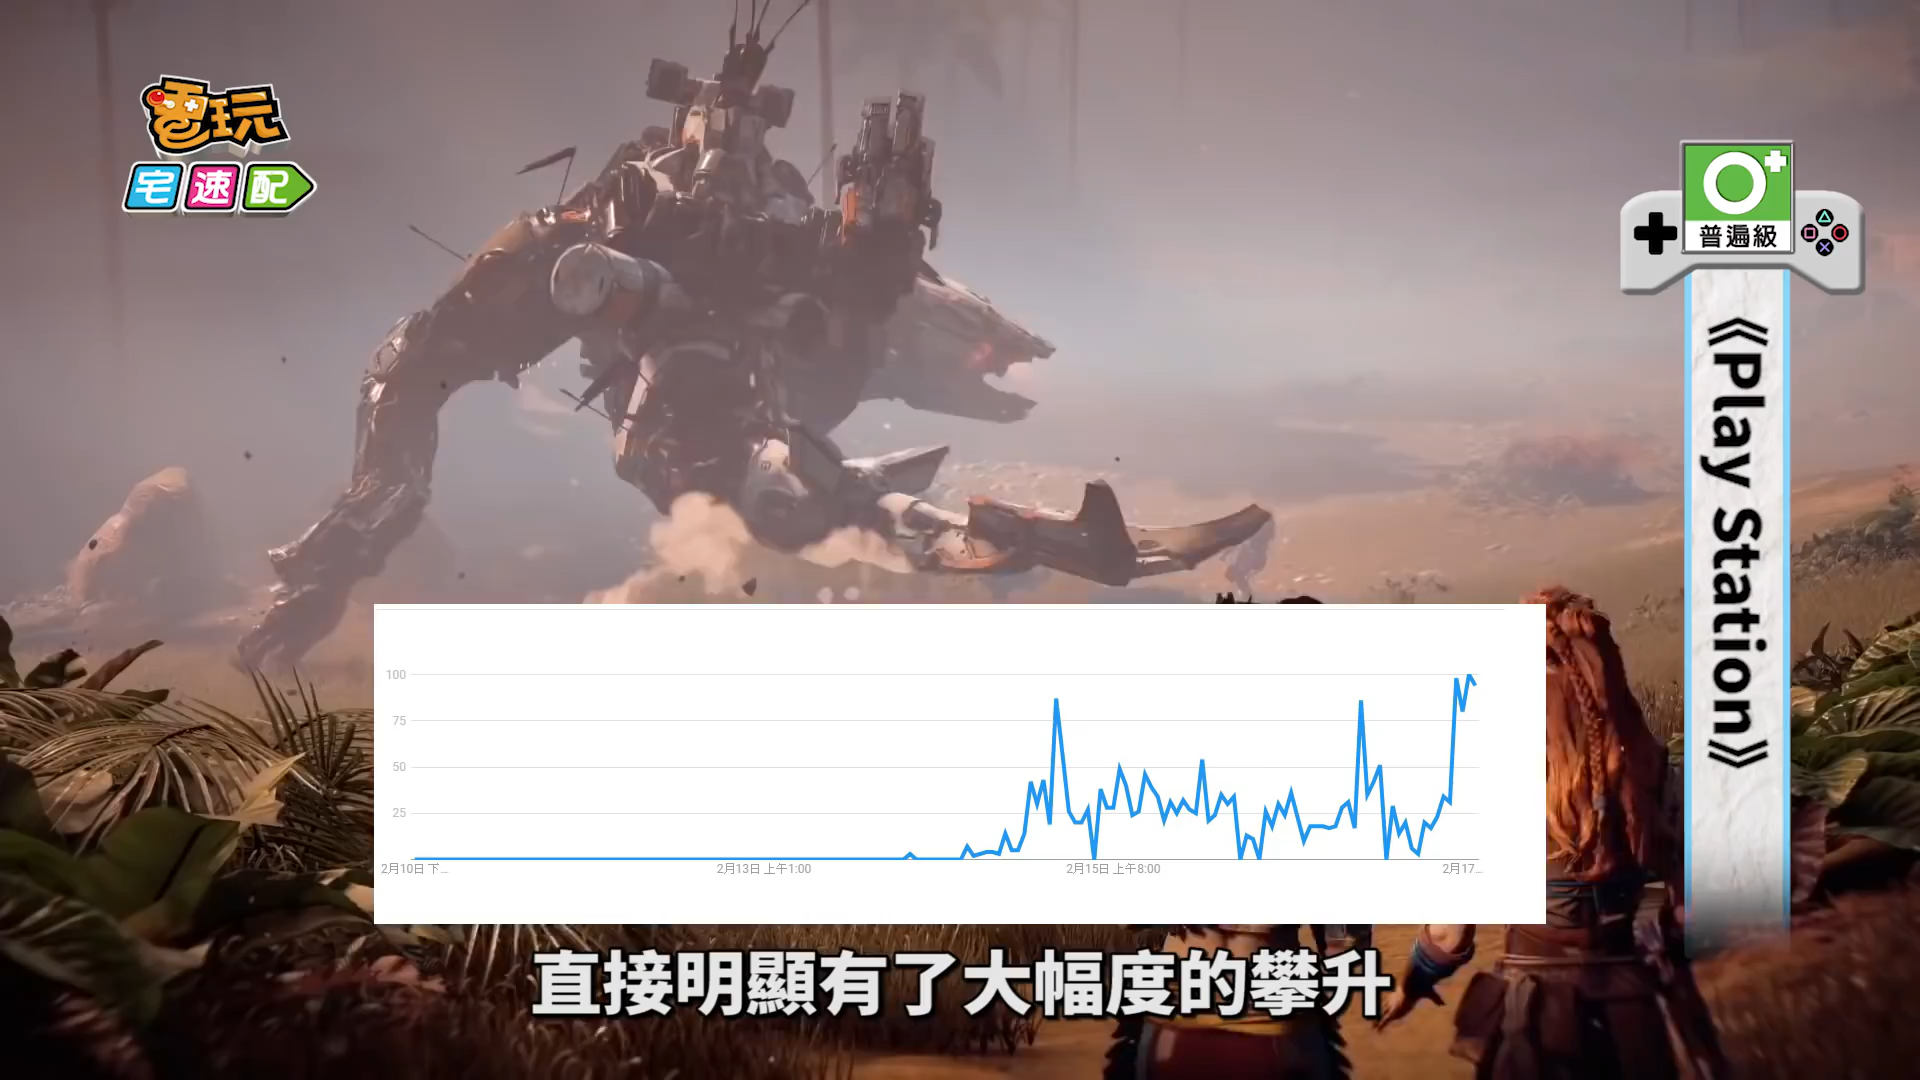 電玩
宅速配
普遍級
《Play Station》
100
75
50
25
2月10日 下...
2月13日 上午1:00
2月15日 上午8:00
2月17...
直接明顯有了大幅度的攀升